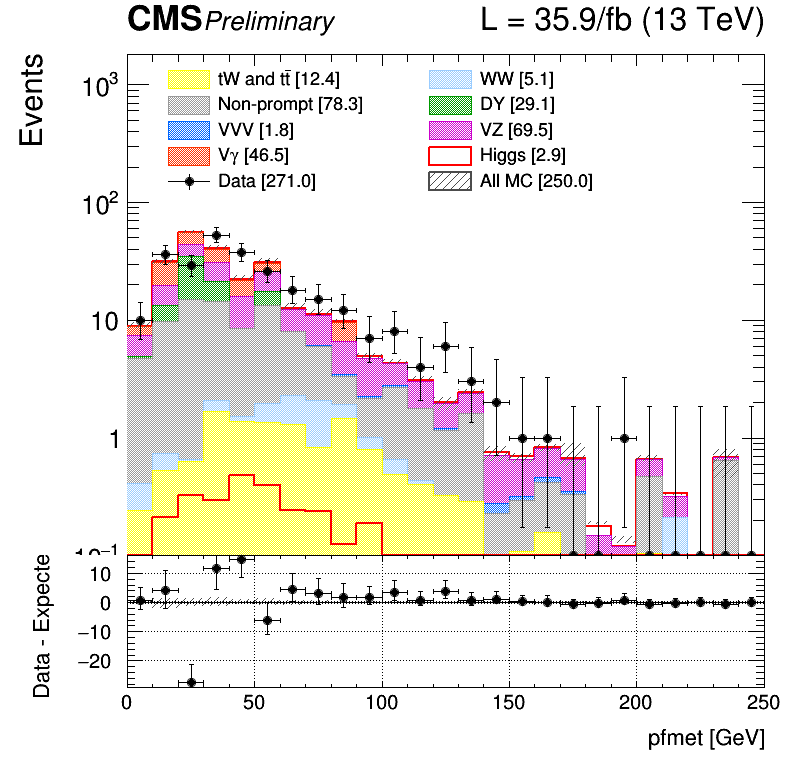 CMS Preliminary L = 35.9/fb (13 TeV)
Events
10³
10²
10
1
10⁻¹
tW and tt̄ [12.4]
WW [5.1]
Non-prompt [78.3]
DY [29.1]
VVV [1.8]
VZ [69.5]
Vγ [46.5]
Higgs [2.9]
Data [271.0]
All MC [250.0]
Data - Expecte
10
0
−10
−20
0 50 100 150 200 250
pfmet [GeV]